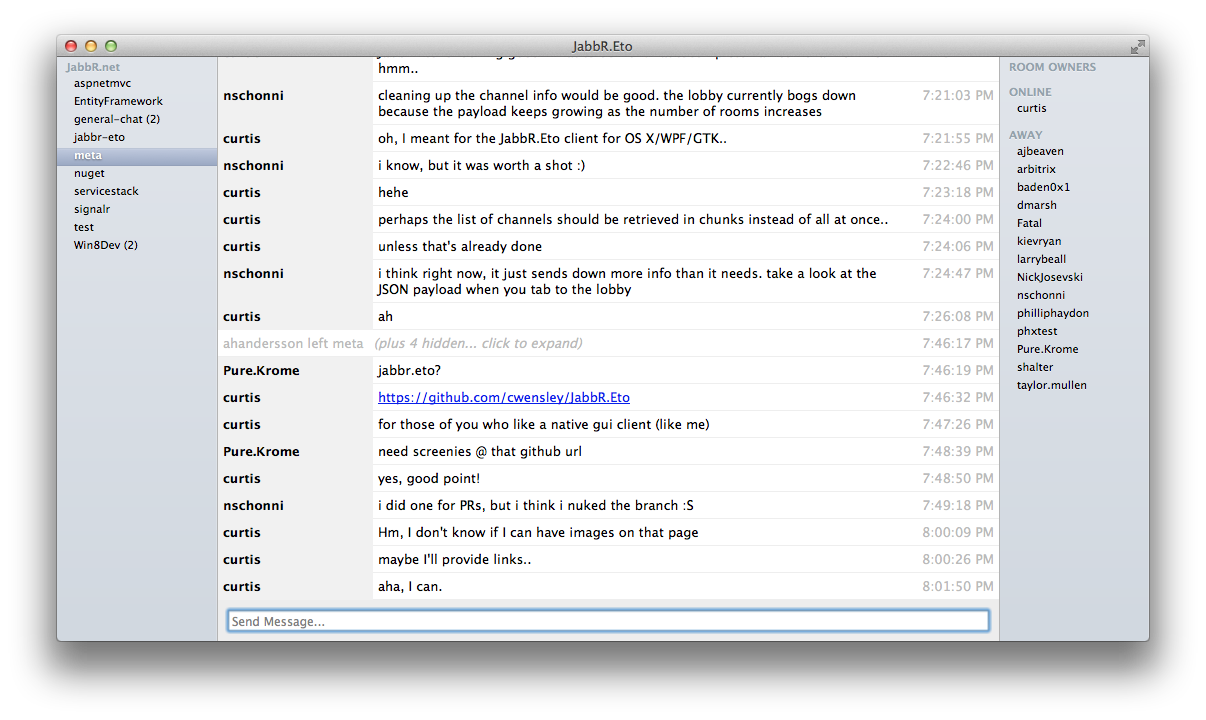 JabbR.Eto
JabbR.net
aspnetmvc
EntityFramework
general-chat (2)
jabbr-eto
meta
nuget
servicestack
signalr
test
Win8Dev (2)
hmm..
nschonni cleaning up the channel info would be good. the lobby currently bogs down 7:21:03 PM
because the payload keeps growing as the number of rooms increases
curtis oh, I meant for the JabbR.Eto client for OS X/WPF/GTK.. 7:21:55 PM
nschonni i know, but it was worth a shot :) 7:22:46 PM
curtis hehe 7:23:18 PM
curtis perhaps the list of channels should be retrieved in chunks instead of all at once.. 7:24:00 PM
curtis unless that's already done 7:24:06 PM
nschonni i think right now, it just sends down more info than it needs. take a look at the 7:24:47 PM
JSON payload when you tab to the lobby
curtis ah 7:26:08 PM
ahandersson left meta (plus 4 hidden... click to expand) 7:46:17 PM
Pure.Krome jabbr.eto? 7:46:19 PM
curtis https://github.com/cwensley/JabbR.Eto 7:46:32 PM
curtis for those of you who like a native gui client (like me) 7:47:26 PM
Pure.Krome need screenies @ that github url 7:48:39 PM
curtis yes, good point! 7:48:50 PM
nschonni i did one for PRs, but i think i nuked the branch :S 7:49:18 PM
curtis Hm, I don't know if I can have images on that page 8:00:09 PM
curtis maybe I'll provide links.. 8:00:26 PM
curtis aha, I can. 8:01:50 PM
Send Message...
ROOM OWNERS
ONLINE
curtis
AWAY
ajbeaven
arbitrix
baden0x1
dmarsh
Fatal
kievryan
larrybeall
NickJosevski
nschonni
philliphaydon
phxtest
Pure.Krome
shalter
taylor.mullen